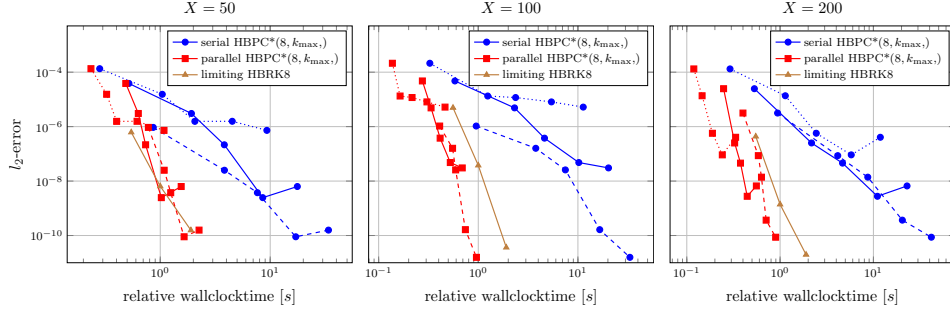 X = 50
X = 100
X = 200
serial HBPC*(8, k_max,)
parallel HBPC*(8, k_max,)
limiting HBRK8
serial HBPC*(8, k_max,)
parallel HBPC*(8, k_max,)
limiting HBRK8
serial HBPC*(8, k_max,)
parallel HBPC*(8, k_max,)
limiting HBRK8
l_2-error
10^{-4}
10^{-6}
10^{-8}
10^{-10}
10^0
10^1
10^{-1}
10^0
10^1
10^{-1}
10^0
10^1
relative wallclocktime [s]
relative wallclocktime [s]
relative wallclocktime [s]